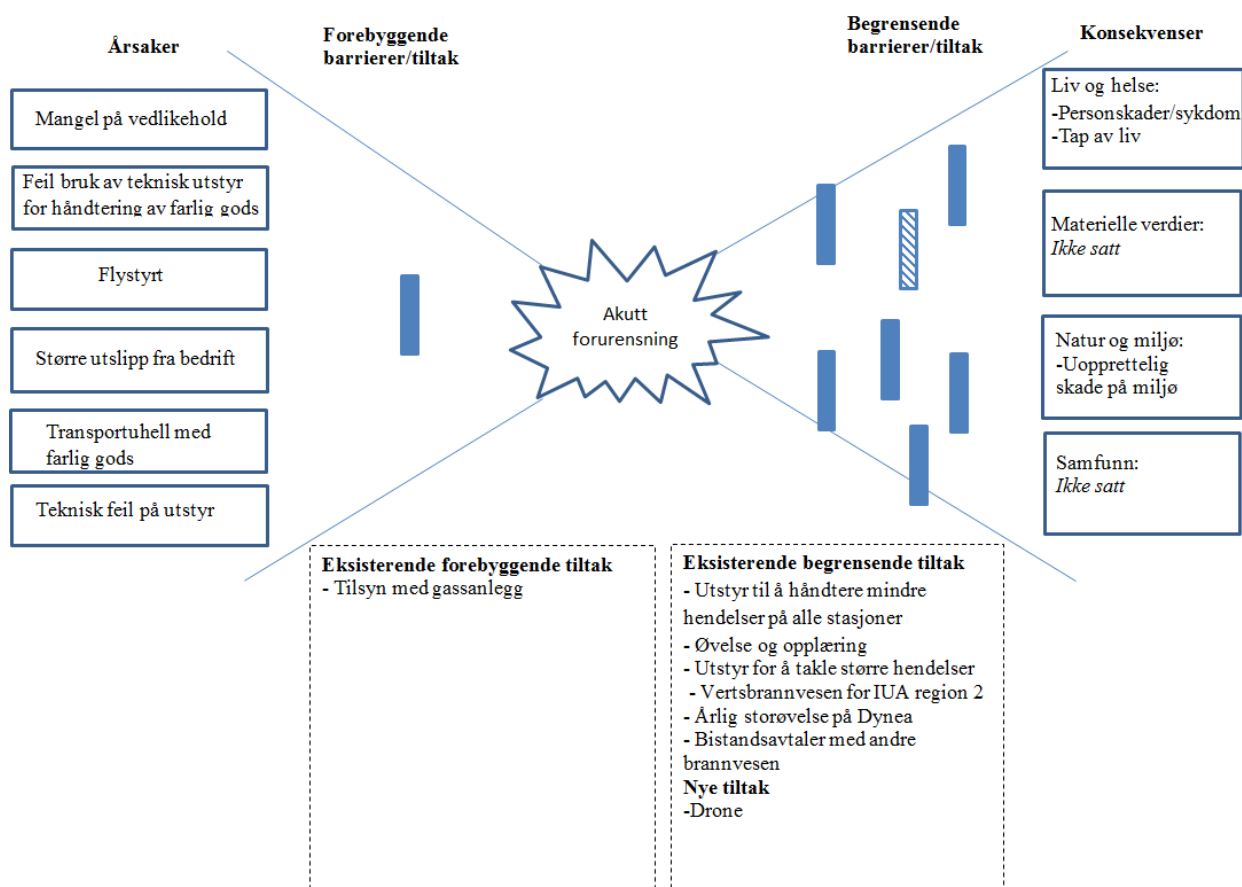 Årsaker
Forebyggende
barrierer/tiltak
Begrensende
barrierer/tiltak
Konsekvenser
Mangel på vedlikehold
Feil bruk av teknisk utstyr
for håndtering av farlig gods
Flystyrt
Større utslipp fra bedrift
Transportuhell med
farlig gods
Teknisk feil på utstyr
Akutt
forurensning
Liv og helse:
-Personskader/sykdom
-Tap av liv
Materielle verdier:
Ikke satt
Natur og miljø:
-Uopprettelig
skade på miljø
Samfunn:
Ikke satt
Eksisterende forebyggende tiltak
- Tilsyn med gassanlegg
Eksisterende begrensende tiltak
- Utstyr til å håndtere mindre
hendelser på alle stasjoner
- Øvelse og opplæring
- Utstyr for å takle større hendelser
- Vertsbrannvesen for IUA region 2
- Årlig storøvelse på Dynea
- Bistandsavtaler med andre
brannvesen
Nye tiltak
-Drone